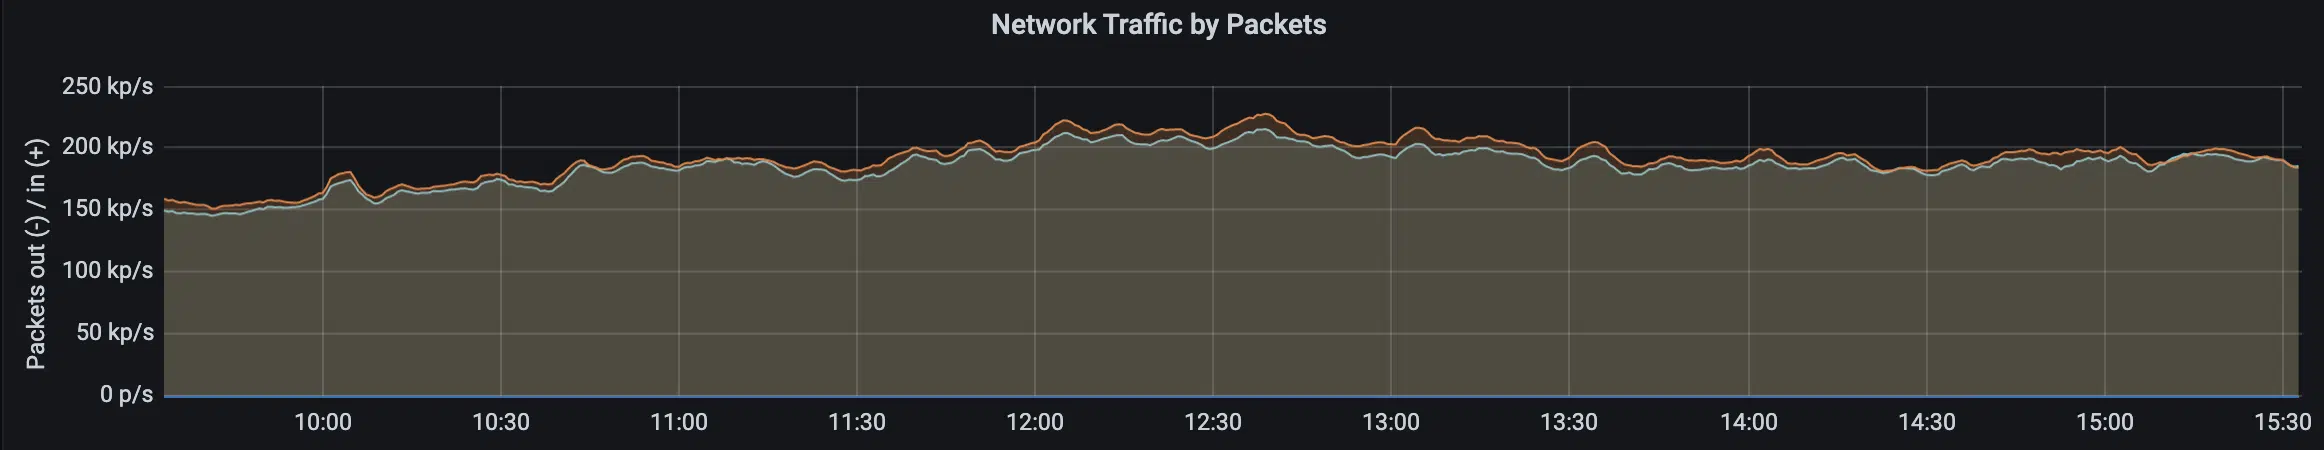 Network Traffic by Packets
Packets out (-) / in (+)
250 kp/s
200 kp/s
150 kp/s
100 kp/s
50 kp/s
0 p/s
10:00 10:30 11:00 11:30 12:00 12:30 13:00 13:30 14:00 14:30 15:00 15:30